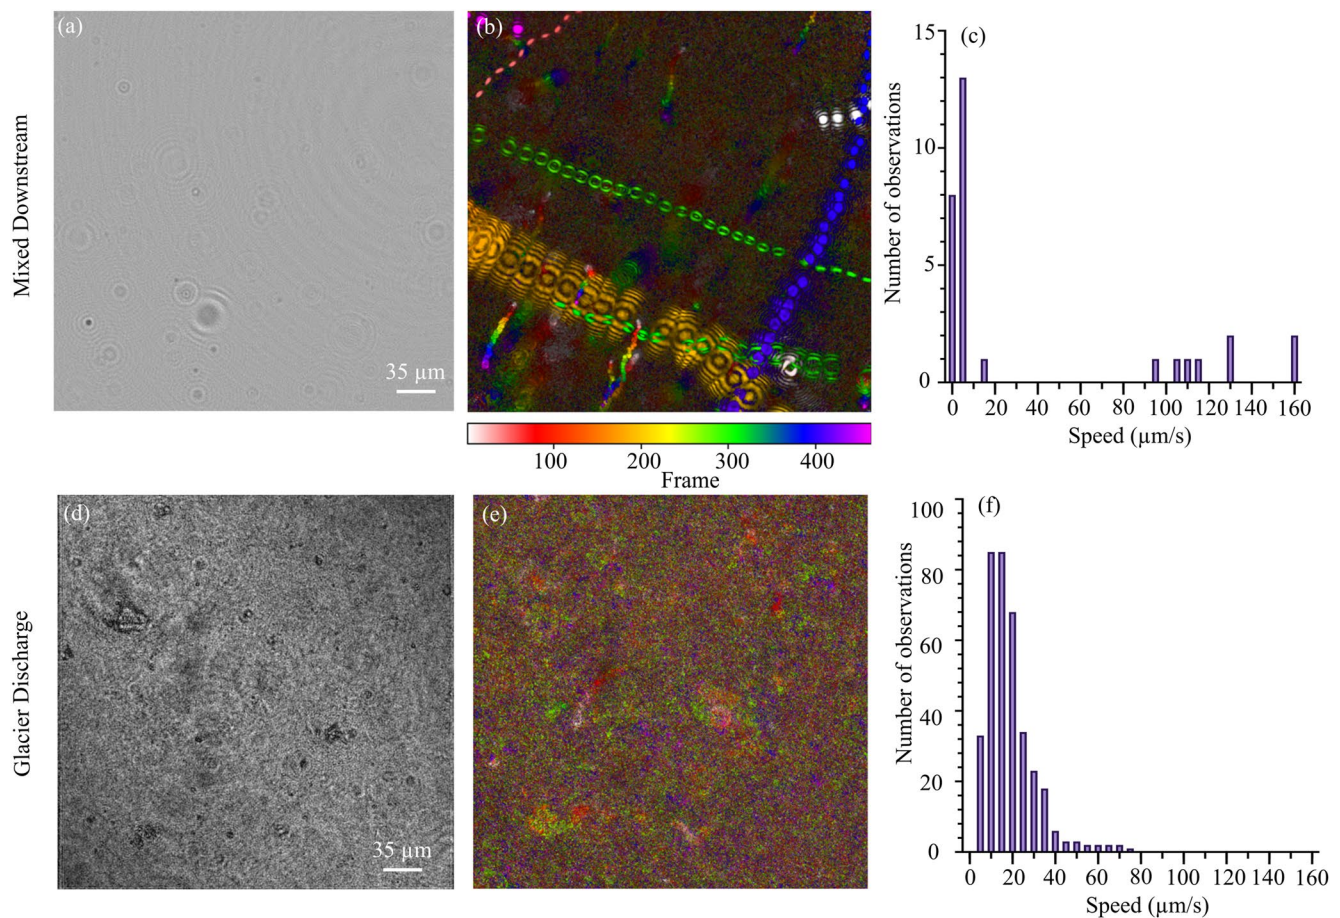 Mixed Downstream
(a)
35 µm
(b)
100 200 300 400
Frame
(c)
Number of observations
15
10
5
0
0 20 40 60 80 100 120 140 160
Speed (µm/s)
Glacier Discharge
(d)
35 µm
(e)
(f)
Number of observations
100
80
60
40
20
0
0 20 40 60 80 100 120 140 160
Speed (µm/s)